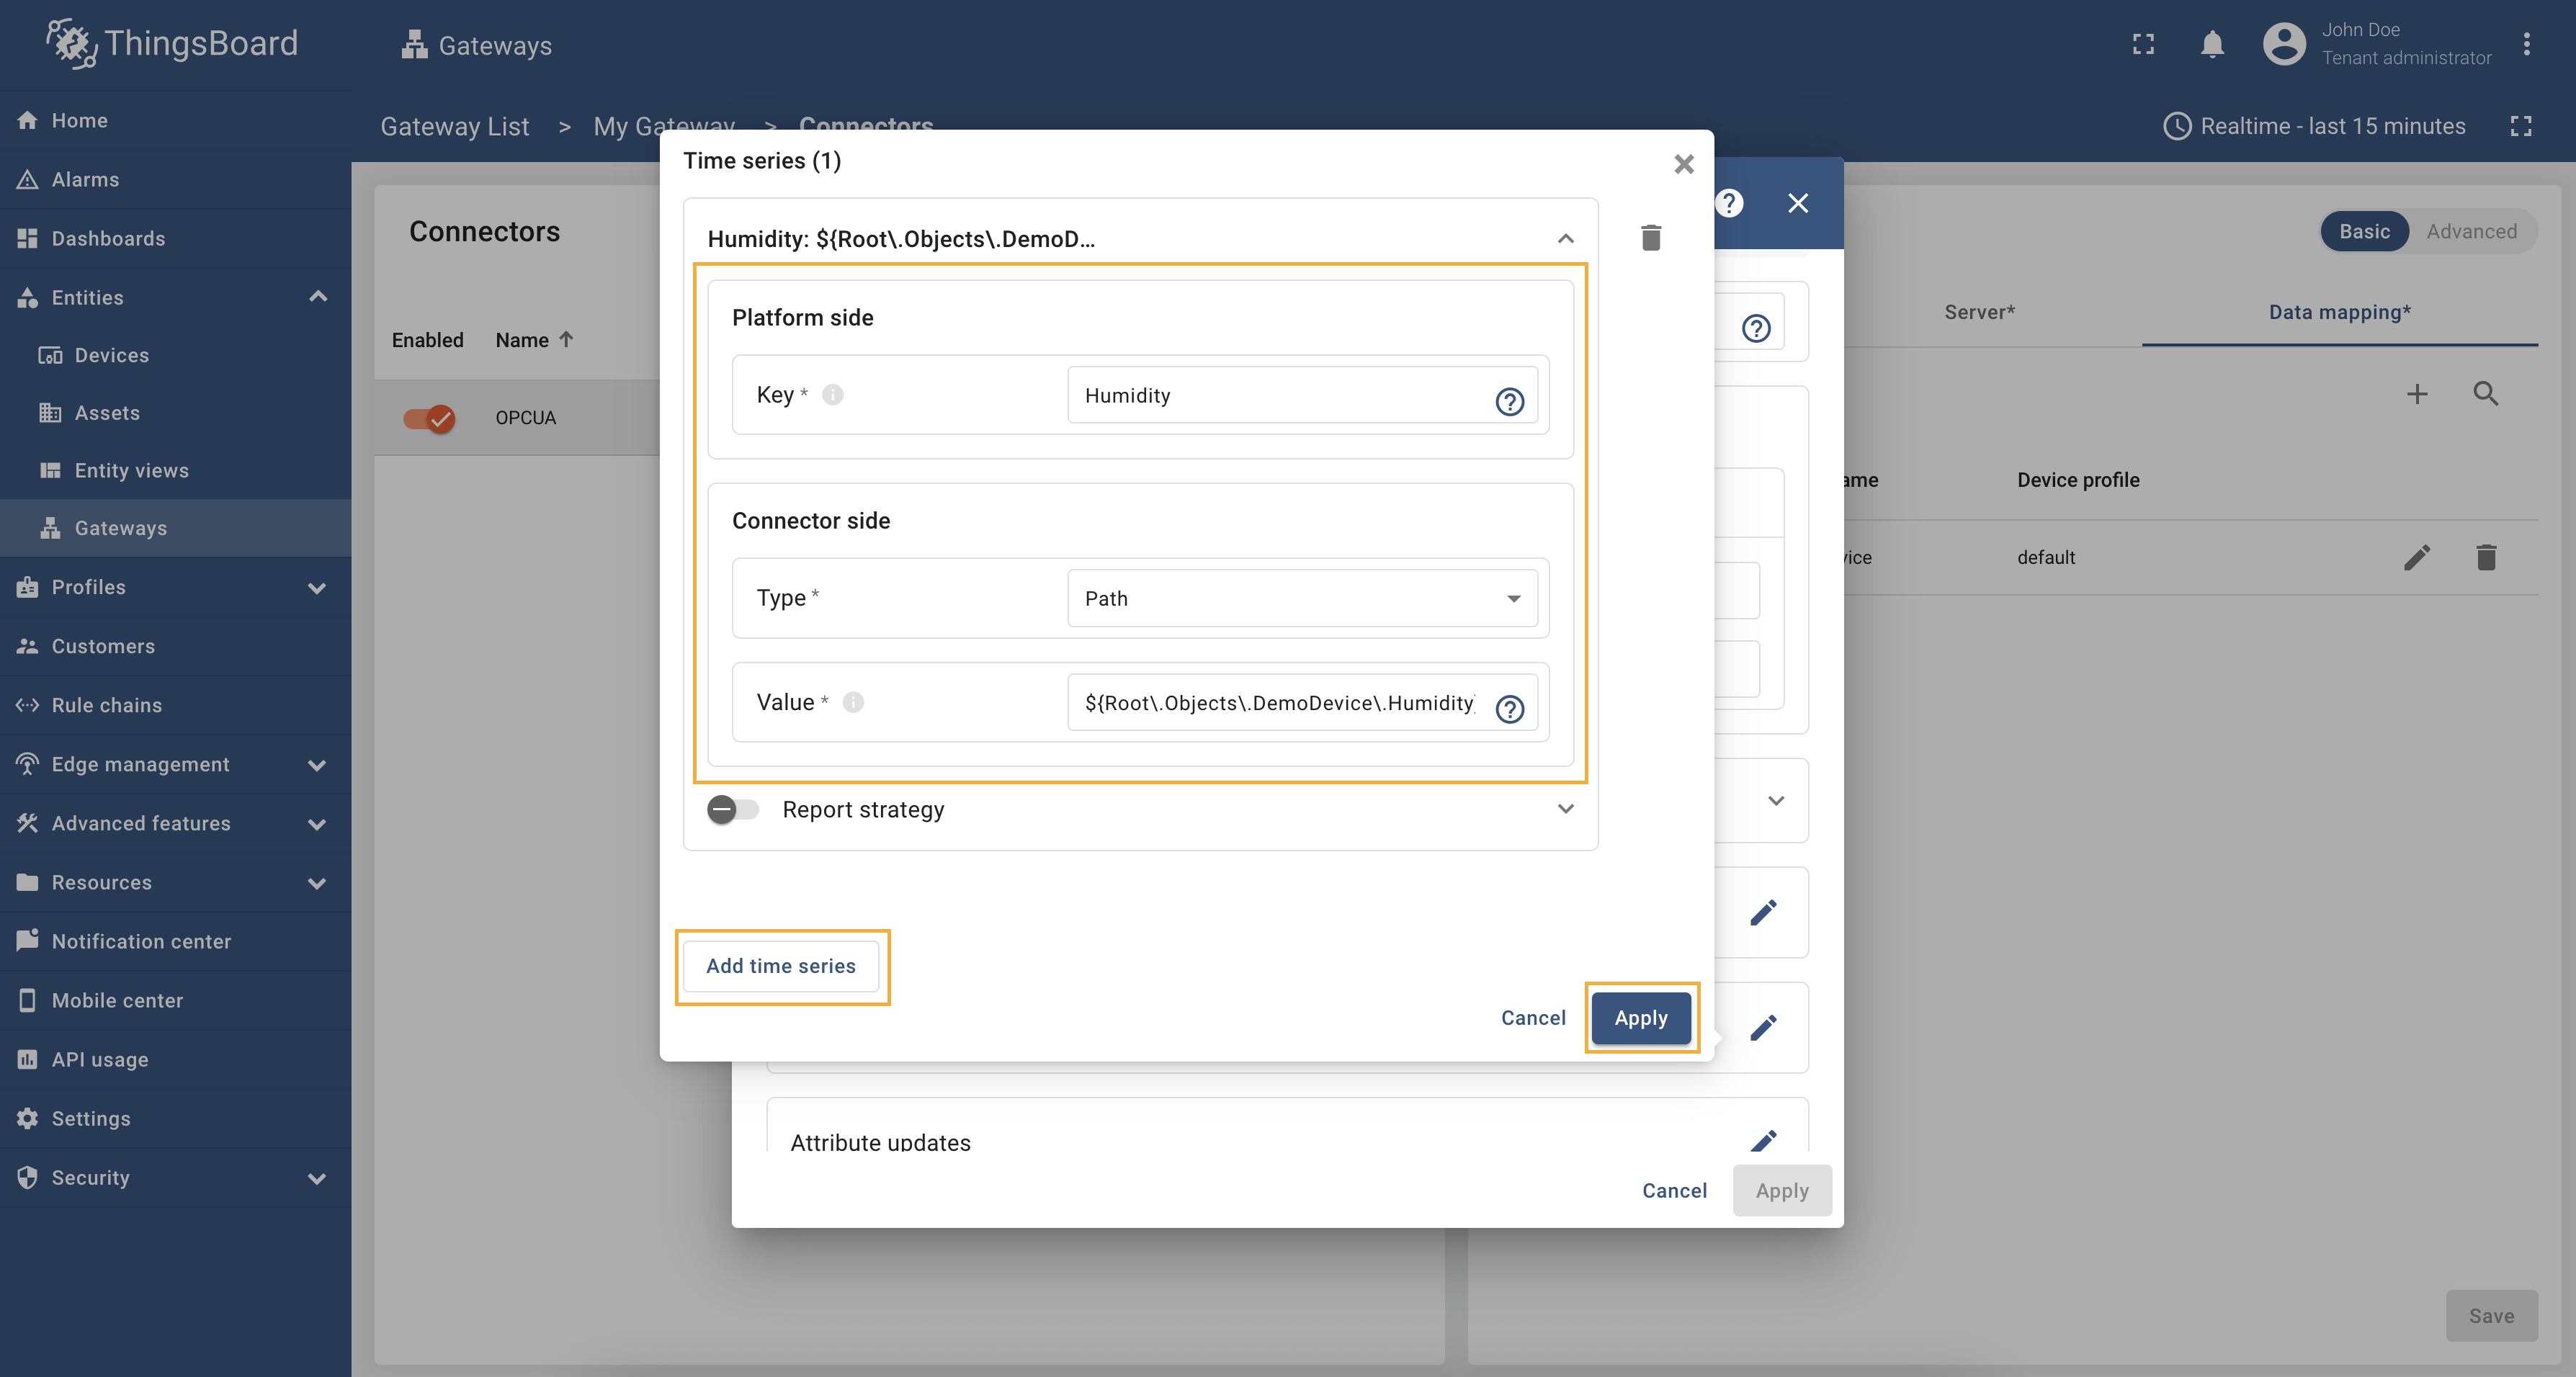 ThingsBoard
Gateways
John Doe
Tenant administrator
Gateway List > My Gateway > Connectors
Realtime - last 15 minutes
Home
Alarms
Dashboards
Entities
Devices
Assets
Entity views
Gateways
Profiles
Customers
Rule chains
Edge management
Advanced features
Resources
Notification center
Mobile center
API usage
Settings
Security
Connectors
Enabled Name
OPCUA
Time series (1)
Humidity: ${Root\.Objects\.DemoD...
Platform side
Key * Humidity
Connector side
Type * Path
Value * ${Root\.Objects\.DemoDevice\.Humidity
Report strategy
Add time series
Cancel Apply
Attribute updates
Cancel Apply
Basic Advanced
Server* Data mapping*
Device profile
default
Save